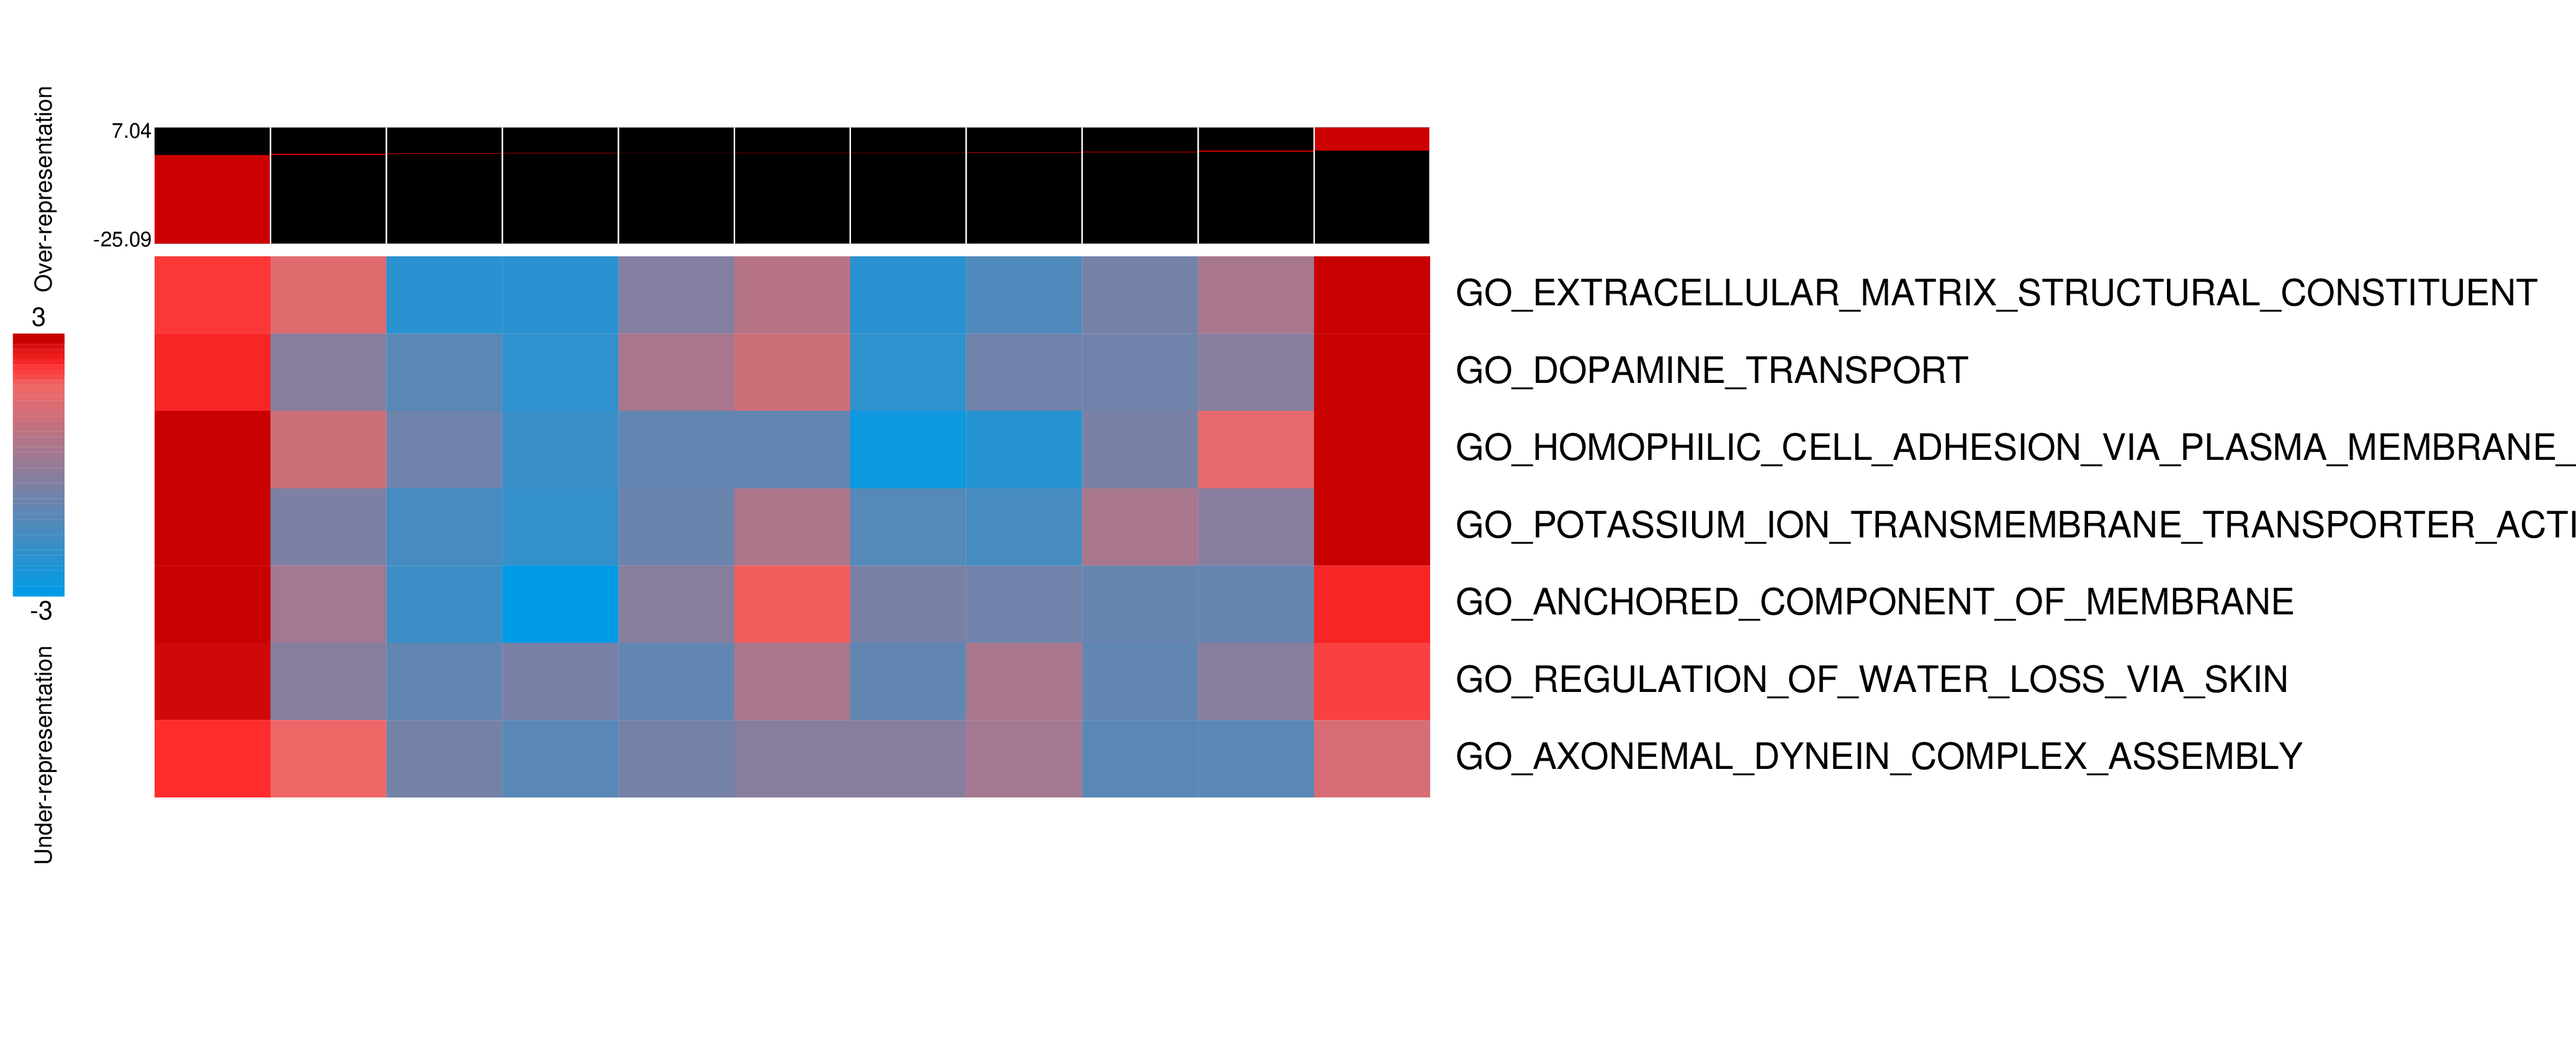 Over-representation
7.04
-25.09
3
-3
Under-representation
GO_EXTRACELLULAR_MATRIX_STRUCTURAL_CONSTITUENT
GO_DOPAMINE_TRANSPORT
GO_HOMOPHILIC_CELL_ADHESION_VIA_PLASMA_MEMBRANE_
GO_POTASSIUM_ION_TRANSMEMBRANE_TRANSPORTER_ACTI
GO_ANCHORED_COMPONENT_OF_MEMBRANE
GO_REGULATION_OF_WATER_LOSS_VIA_SKIN
GO_AXONEMAL_DYNEIN_COMPLEX_ASSEMBLY